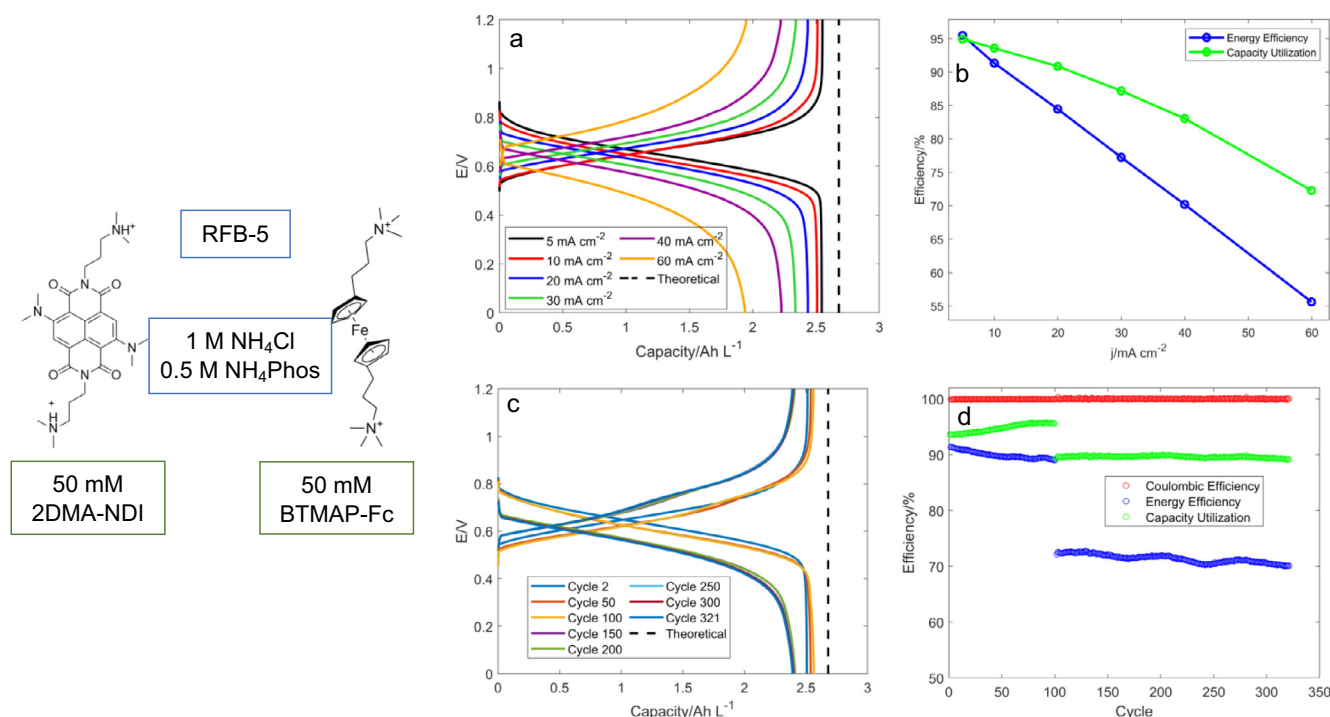 RFB-5
1 M NH₄Cl
0.5 M NH₄Phos
50 mM
2DMA-NDI
50 mM
BTMAP-Fc
NH⁺
O
N
O
N
N
O
N
O
+
H
N
N⁺
Fe
N⁺
a
1.2
1
0.8
0.6
0.4
0.2
0
E/V
5 mA cm⁻²
10 mA cm⁻²
20 mA cm⁻²
30 mA cm⁻²
40 mA cm⁻²
60 mA cm⁻²
Theoretical
0 0.5 1 1.5 2 2.5 3
Capacity/Ah L⁻¹
b
95
90
85
80
75
70
65
60
55
Efficiency/%
Energy Efficiency
Capacity Utilization
10 20 30 40 50 60
j/mA cm⁻²
c
1.2
1
0.8
0.6
0.4
0.2
0
E/V
Cycle 2
Cycle 50
Cycle 100
Cycle 150
Cycle 200
Cycle 250
Cycle 300
Cycle 321
Theoretical
0 0.5 1 1.5 2 2.5 3
Capacity/Ah L⁻¹
d
100
90
80
70
60
50
Efficiency/%
Coulombic Efficiency
Energy Efficiency
Capacity Utilization
0 50 100 150 200 250 300 350
Cycle